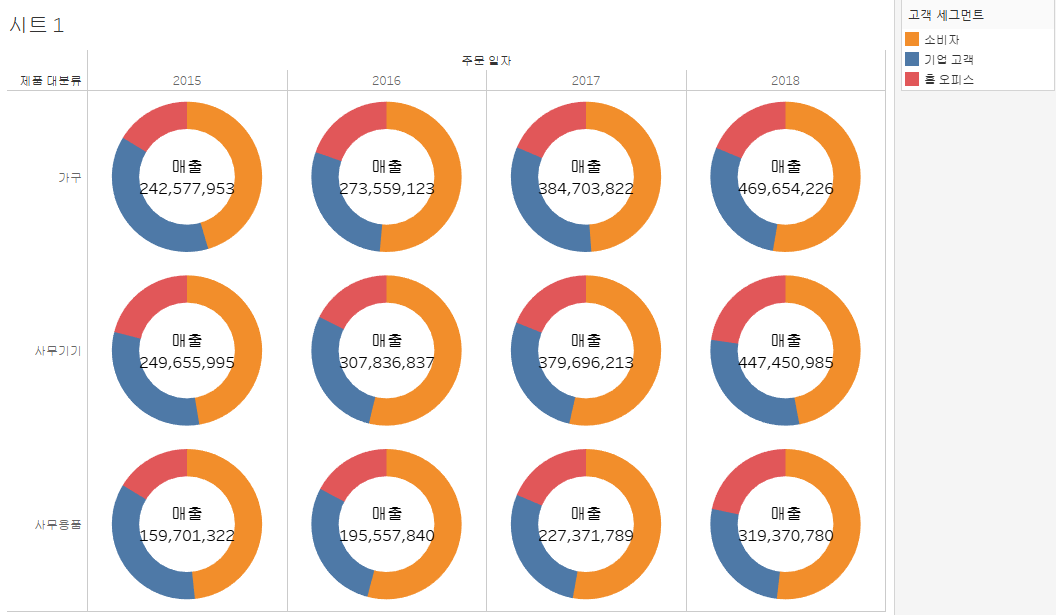 시트 1
주문 일자
제품 대분류 2015 2016 2017 2018
가구
매출 매출 매출 매출
242,577,953 273,559,123 384,703,822 469,654,226
사무기기
매출 매출 매출 매출
249,655,995 307,836,837 379,696,213 447,450,985
사무용품
매출 매출 매출 매출
159,701,322 195,557,840 227,371,789 319,370,780
고객 세그먼트
소비자
기업 고객
홈 오피스